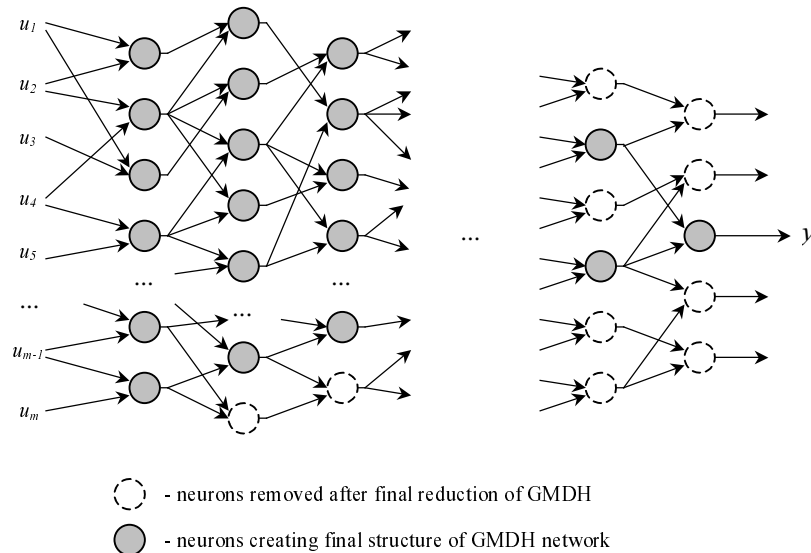 u1
u2
u3
u4
u5
...
um-1
um
...
...
...
...
y
- neurons removed after final reduction of GMDH
- neurons creating final structure of GMDH network